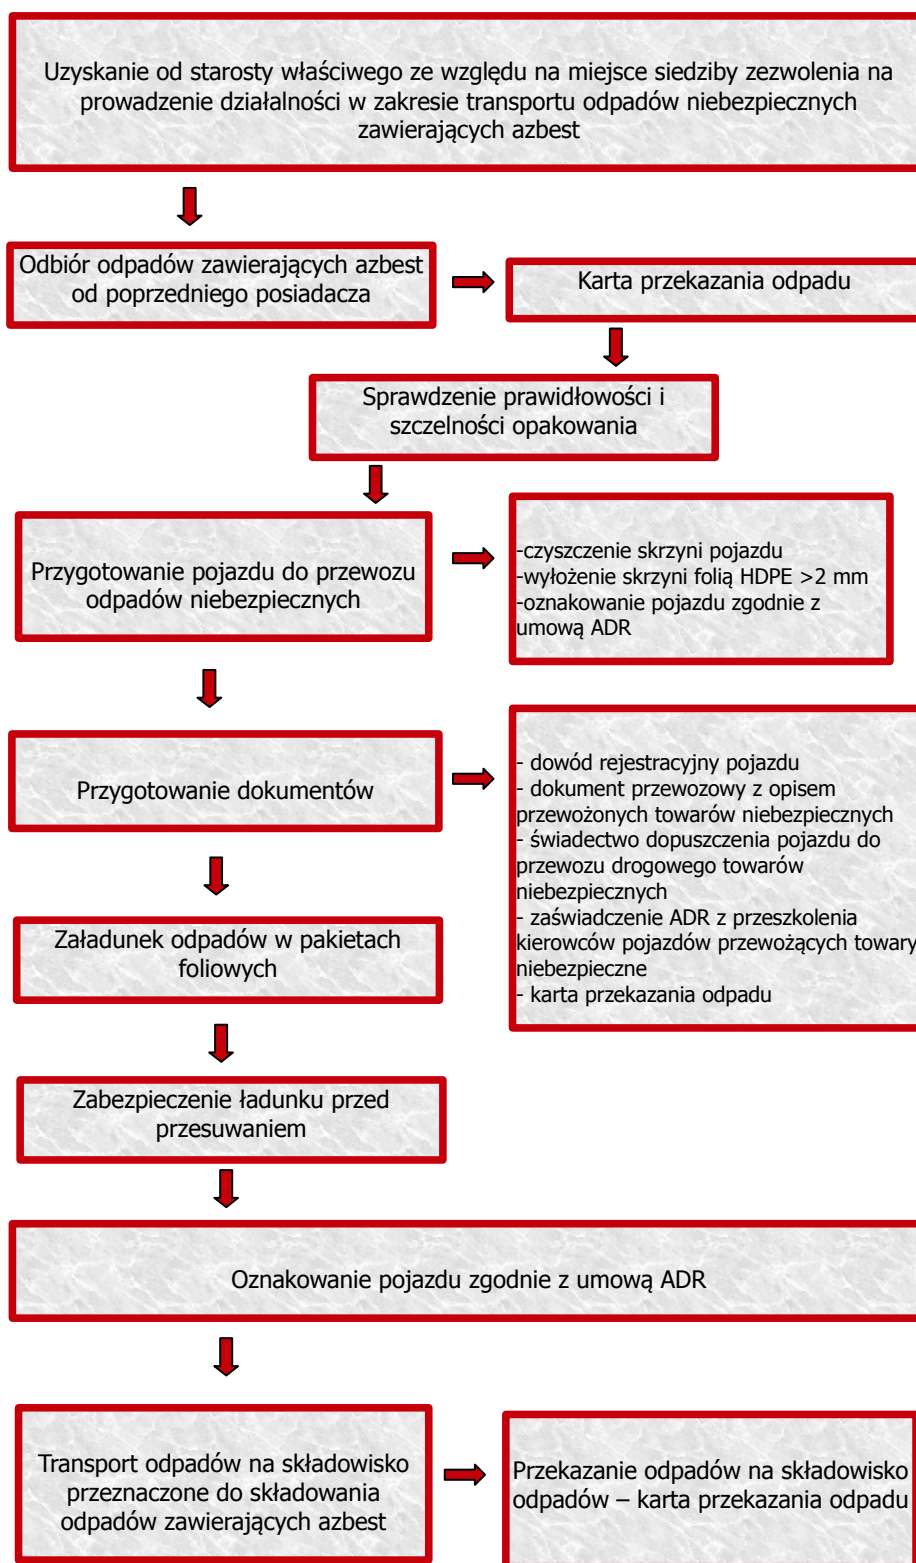 Uzyskanie od starosty właściwego ze względu na miejsce siedziby zezwolenia na
prowadzenie działalności w zakresie transportu odpadów niebezpiecznych
zawierających azbest
Odbiór odpadów zawierających azbest
od poprzedniego posiadacza
Karta przekazania odpadu
Sprawdzenie prawidłowości i
szczelności opakowania
Przygotowanie pojazdu do przewozu
odpadów niebezpiecznych
-czyszczenie skrzyni pojazdu
-wyłożenie skrzyni folią HDPE >2 mm
-oznakowanie pojazdu zgodnie z
umową ADR
Przygotowanie dokumentów
- dowód rejestracyjny pojazdu
- dokument przewozowy z opisem
przewożonych towarów niebezpiecznych
- świadectwo dopuszczenia pojazdu do
przewozu drogowego towarów
niebezpiecznych
- zaświadczenie ADR z przeszkolenia
kierowców pojazdów przewożących towary
niebezpieczne
- karta przekazania odpadu
Załadunek odpadów w pakietach
foliowych
Zabezpieczenie ładunku przed
przesuwaniem
Oznakowanie pojazdu zgodnie z umową ADR
Transport odpadów na składowisko
przeznaczone do składowania
odpadów zawierających azbest
Przekazanie odpadów na składowisko
odpadów – karta przekazania odpadu